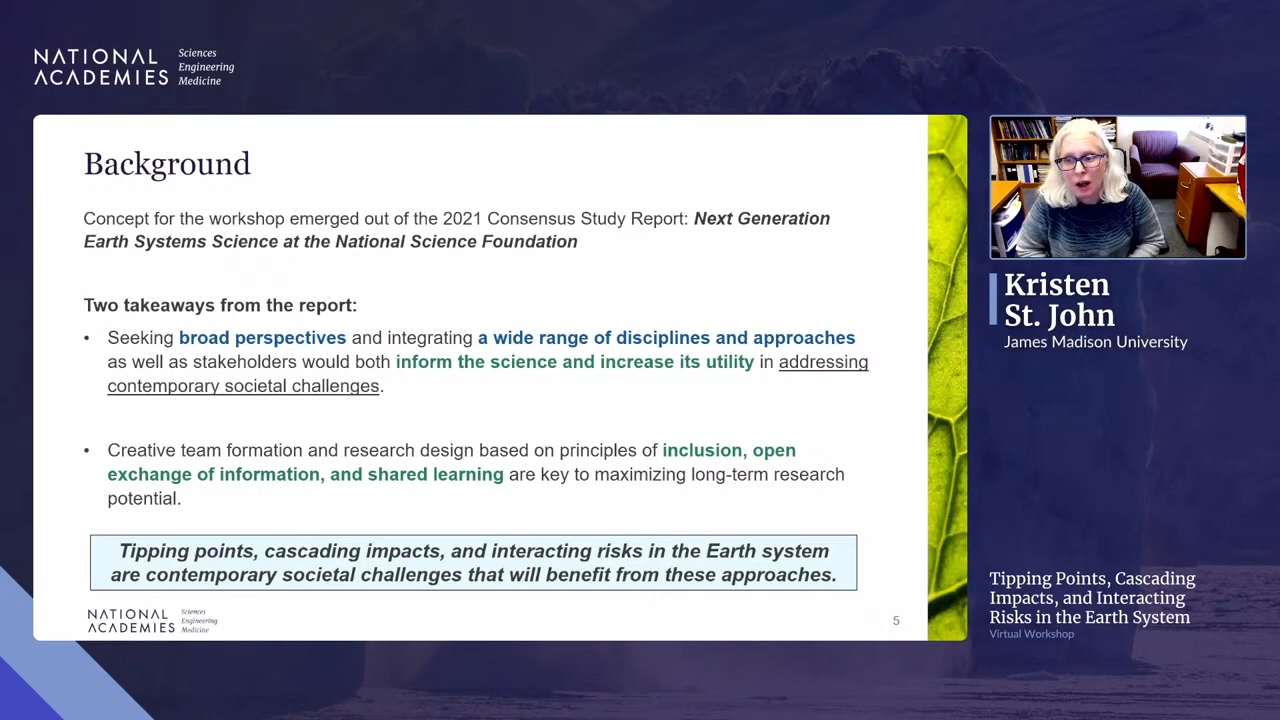 NATIONAL
ACADEMIES
Sciences
Engineering
Medicine
Background
Concept for the workshop emerged out of the 2021 Consensus Study Report: Next Generation
Earth Systems Science at the National Science Foundation
Two takeaways from the report:
• Seeking broad perspectives and integrating a wide range of disciplines and approaches
as well as stakeholders would both inform the science and increase its utility in addressing
contemporary societal challenges.
• Creative team formation and research design based on principles of inclusion, open
exchange of information, and shared learning are key to maximizing long-term research
potential.
Tipping points, cascading impacts, and interacting risks in the Earth system
are contemporary societal challenges that will benefit from these approaches.
NATIONAL
ACADEMIES
Sciences
Engineering
Medicine
5
Kristen
St. John
James Madison University
Tipping Points, Cascading
Impacts, and Interacting
Risks in the Earth System
Virtual Workshop